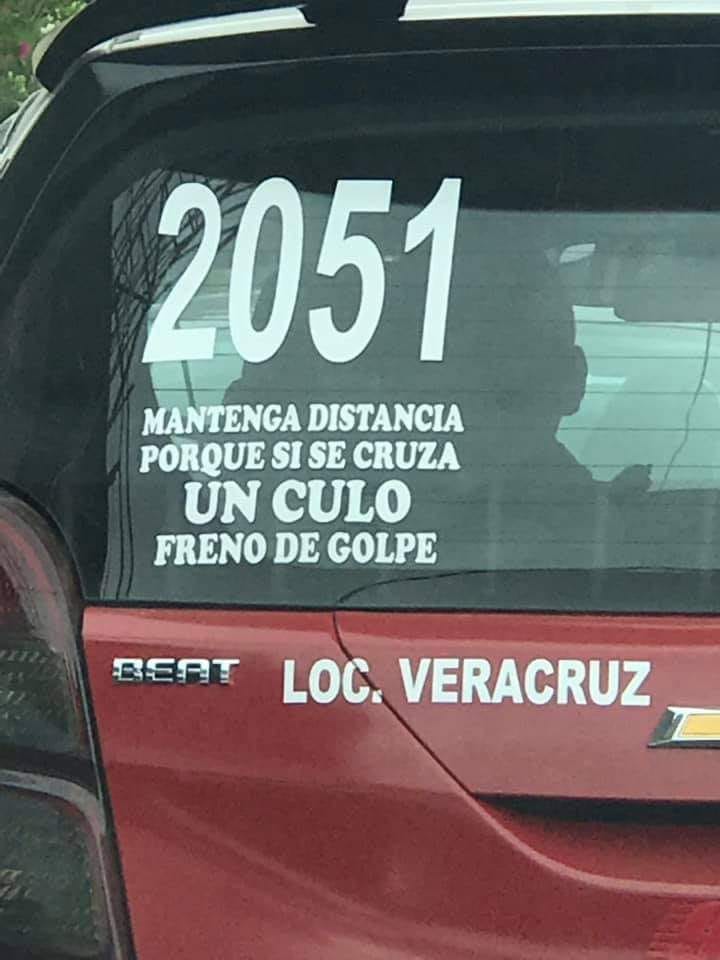 2051
MANTENGA DISTANCIA
PORQUE SI SE CRUZA
UN CULO
FRENO DE GOLPE
BEAT
LOC. VERACRUZ